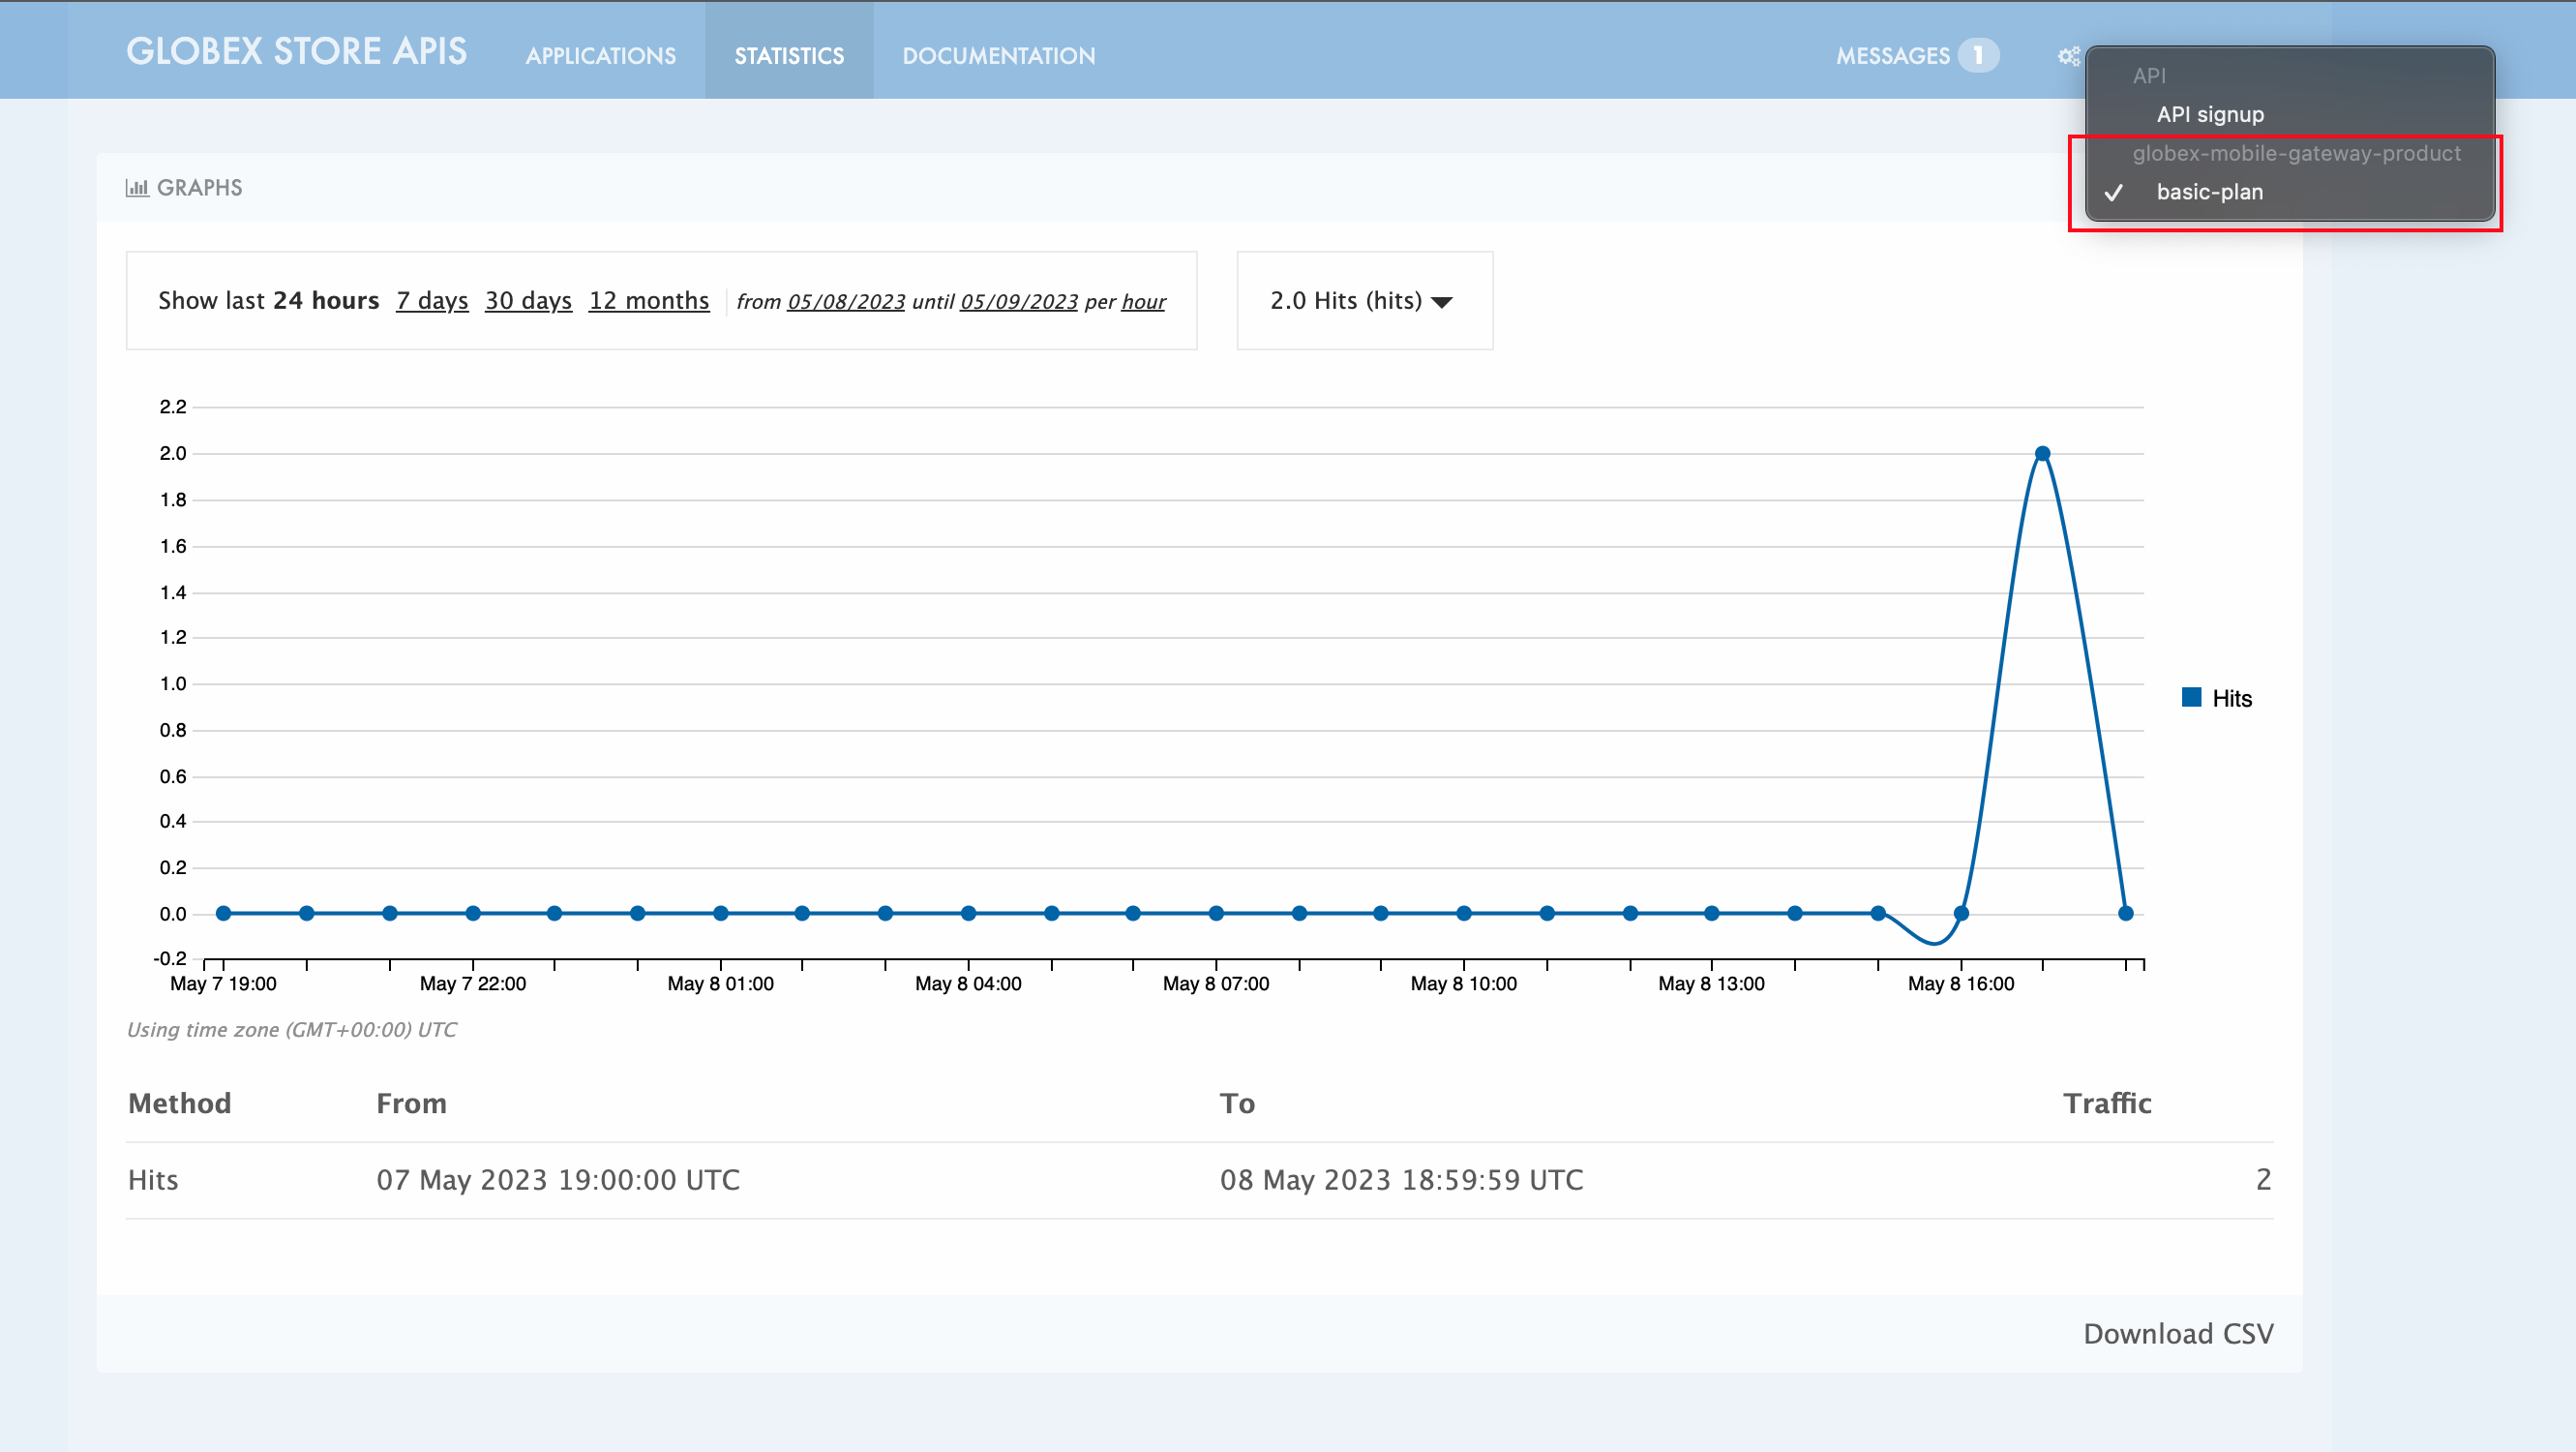 GLOBEX STORE APIS APPLICATIONS STATISTICS DOCUMENTATION MESSAGES 1
API
API signup
globex-mobile-gateway-product
✓ basic-plan
GRAPHS
Show last 24 hours 7 days 30 days 12 months from 05/08/2023 until 05/09/2023 per hour
2.0 Hits (hits)
2.2
2.0
1.8
1.6
1.4
1.2
1.0
0.8
0.6
0.4
0.2
0.0
-0.2
May 7 19:00 May 7 22:00 May 8 01:00 May 8 04:00 May 8 07:00 May 8 10:00 May 8 13:00 May 8 16:00
Hits
Using time zone (GMT+00:00) UTC
Method From To Traffic
Hits 07 May 2023 19:00:00 UTC 08 May 2023 18:59:59 UTC 2
Download CSV